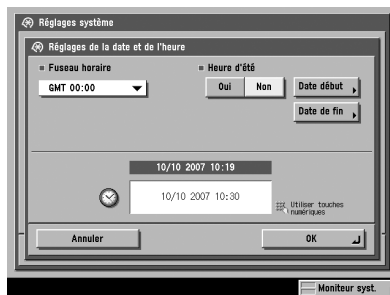 Réglages système
Réglages de la date et de l'heure
Fuseau horaire
Heure d'été
GMT 00:00
Oui Non
Date début
Date de fin
10/10 2007 10:19
10/10 2007 10:30
Utiliser touches
numériques
Annuler
OK
Moniteur syst.